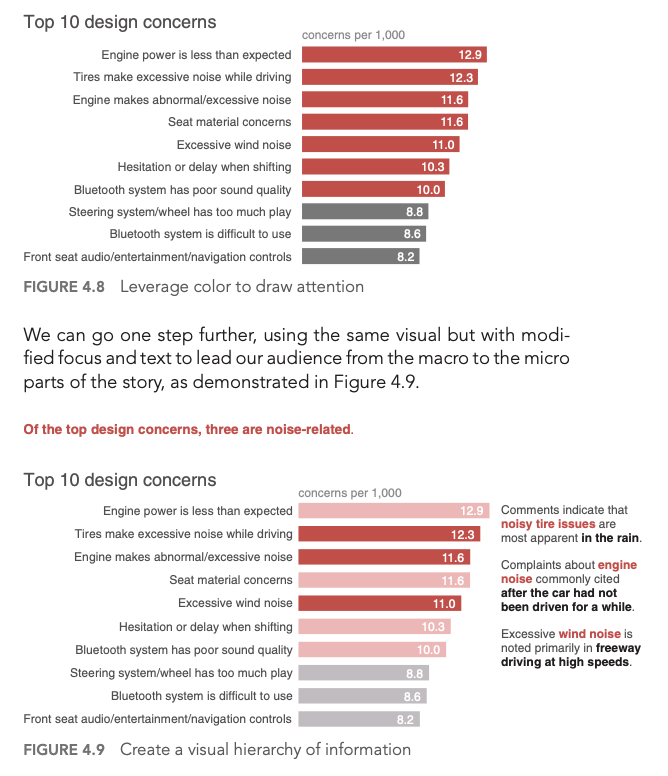 Top 10 design concerns
concerns per 1,000
Engine power is less than expected 12.9
Tires make excessive noise while driving 12.3
Engine makes abnormal/excessive noise 11.6
Seat material concerns 11.6
Excessive wind noise 11.0
Hesitation or delay when shifting 10.3
Bluetooth system has poor sound quality 10.0
Steering system/wheel has too much play 8.8
Bluetooth system is difficult to use 8.6
Front seat audio/entertainment/navigation controls 8.2
FIGURE 4.8 Leverage color to draw attention
We can go one step further, using the same visual but with modi-
fied focus and text to lead our audience from the macro to the micro
parts of the story, as demonstrated in Figure 4.9.
Of the top design concerns, three are noise-related.
Top 10 design concerns
concerns per 1,000
Engine power is less than expected 12.9
Tires make excessive noise while driving 12.3
Engine makes abnormal/excessive noise 11.6
Seat material concerns 11.6
Excessive wind noise 11.0
Hesitation or delay when shifting 10.3
Bluetooth system has poor sound quality 10.0
Steering system/wheel has too much play 8.8
Bluetooth system is difficult to use 8.6
Front seat audio/entertainment/navigation controls 8.2
Comments indicate that
noisy tire issues are
most apparent in the rain.
Complaints about engine
noise commonly cited
after the car had not
been driven for a while.
Excessive wind noise is
noted primarily in freeway
driving at high speeds.
FIGURE 4.9 Create a visual hierarchy of information